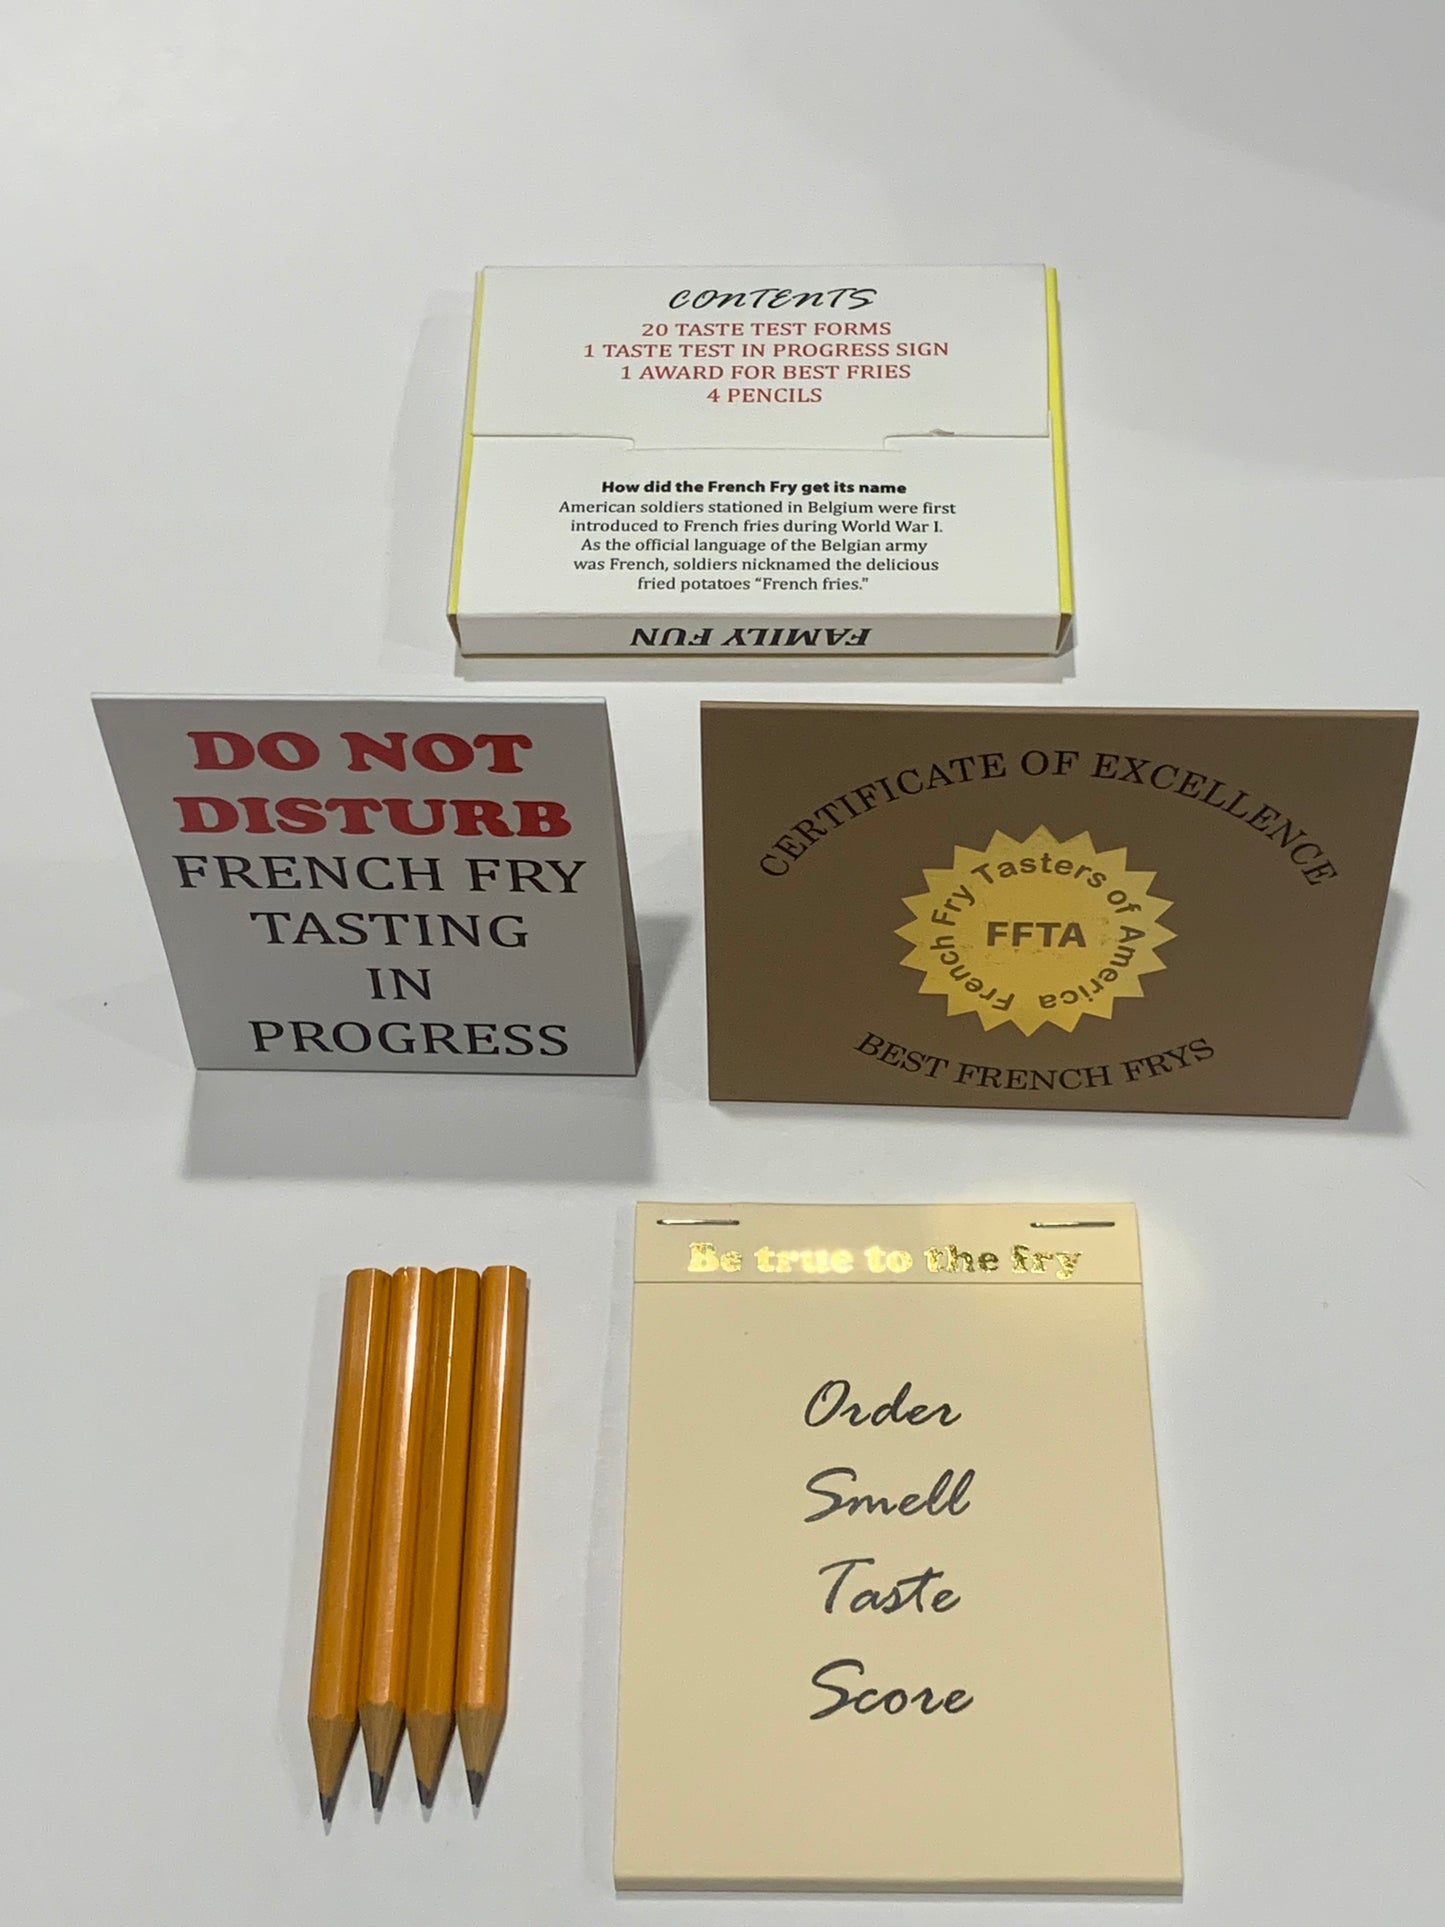 CONTENTS
20 TASTE TEST FORMS
1 TASTE TEST IN PROGRESS SIGN
1 AWARD FOR BEST FRIES
4 PENCILS
How did the French Fry get its name
American soldiers stationed in Belgium were first
introduced to French fries during World War I.
As the official language of the Belgian army
was French, soldiers nicknamed the delicious
fried potatoes “French fries.”
FAMILY FUN
DO NOT
DISTURB
FRENCH FRY
TASTING
IN
PROGRESS
CERTIFICATE OF EXCELLENCE
French Fry Tasters of America
FFTA
BEST FRENCH FRYS
Be true to the fry
Order
Smell
Taste
Score